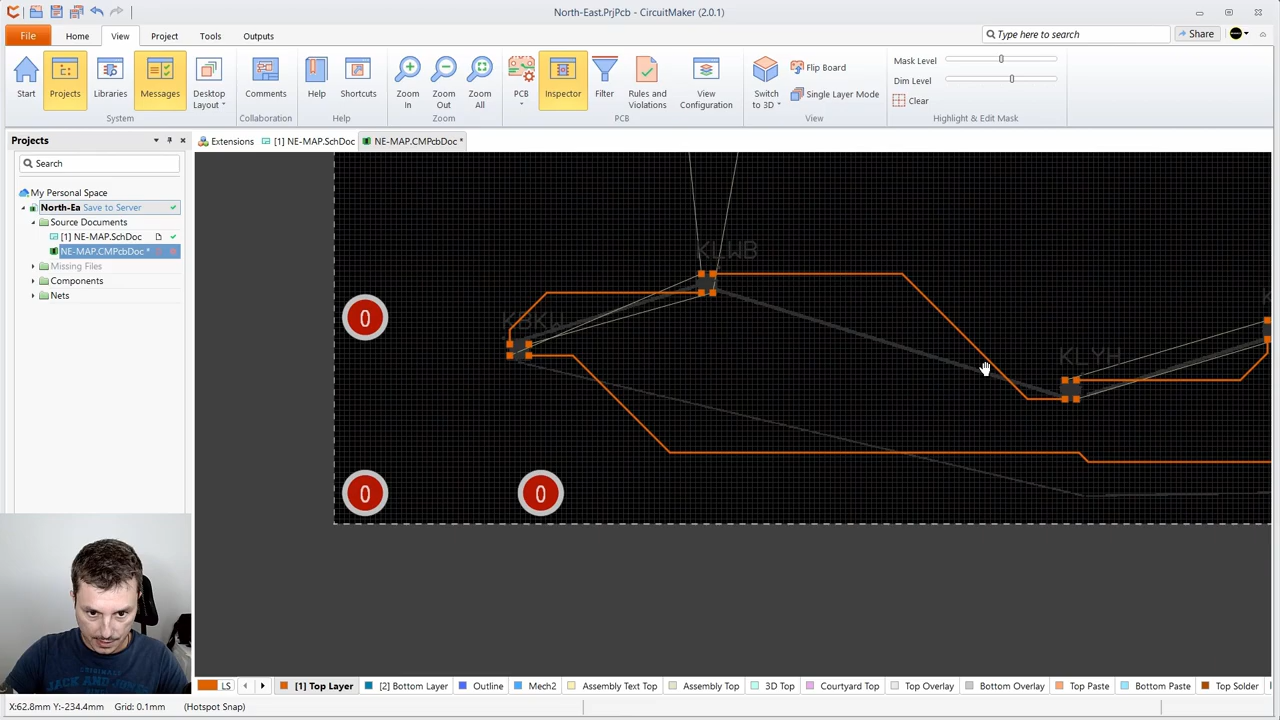 North-East.PrjPcb - CircuitMaker (2.0.1)
File
Home
View
Project
Tools
Outputs
Type here to search
Share
Start
Projects
Libraries
Messages
Desktop Layout
System
Comments
Collaboration
Help
Shortcuts
Help
Zoom In
Zoom Out
Zoom All
Zoom
PCB
Inspector
Filter
Rules and Violations
View Configuration
PCB
Switch to 3D
Flip Board
Single Layer Mode
View
Mask Level
Dim Level
Clear
Highlight & Edit Mask
Projects
Extensions
[1] NE-MAP.SchDoc
NE-MAP.CMPcbDoc *
Search
My Personal Space
North-Ea Save to Server
Source Documents
[1] NE-MAP.SchDoc
NE-MAP.CMPcbDoc *
Missing Files
Components
Nets
KLWB
KBKW
KLYH
K
0
0
0
LS
[1] Top Layer
[2] Bottom Layer
Outline
Mech2
Assembly Text Top
Assembly Top
3D Top
Courtyard Top
Top Overlay
Bottom Overlay
Top Paste
Bottom Paste
Top Solder
X:62.8mm Y:-234.4mm Grid: 0.1mm (Hotspot Snap)